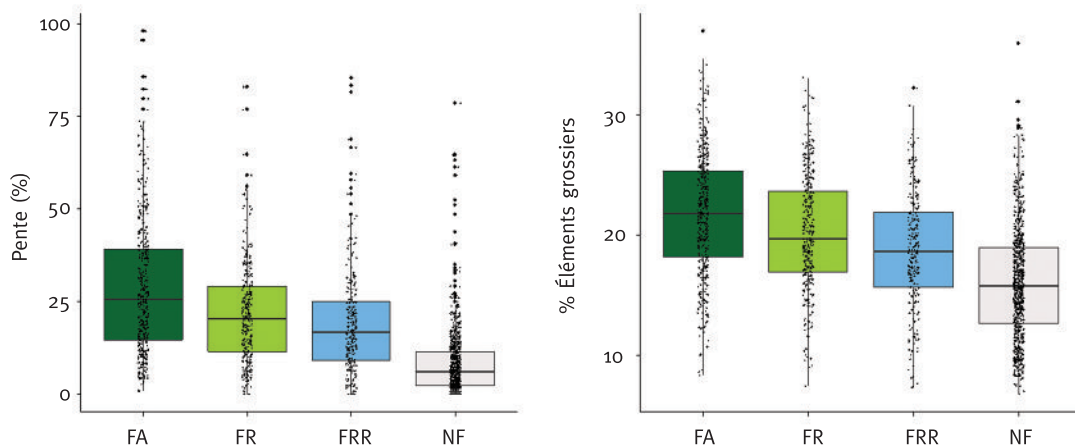 Pente (%)
100
75
50
25
0
FA FR FRR NF
% Éléments grossiers
30
20
10
FA FR FRR NF